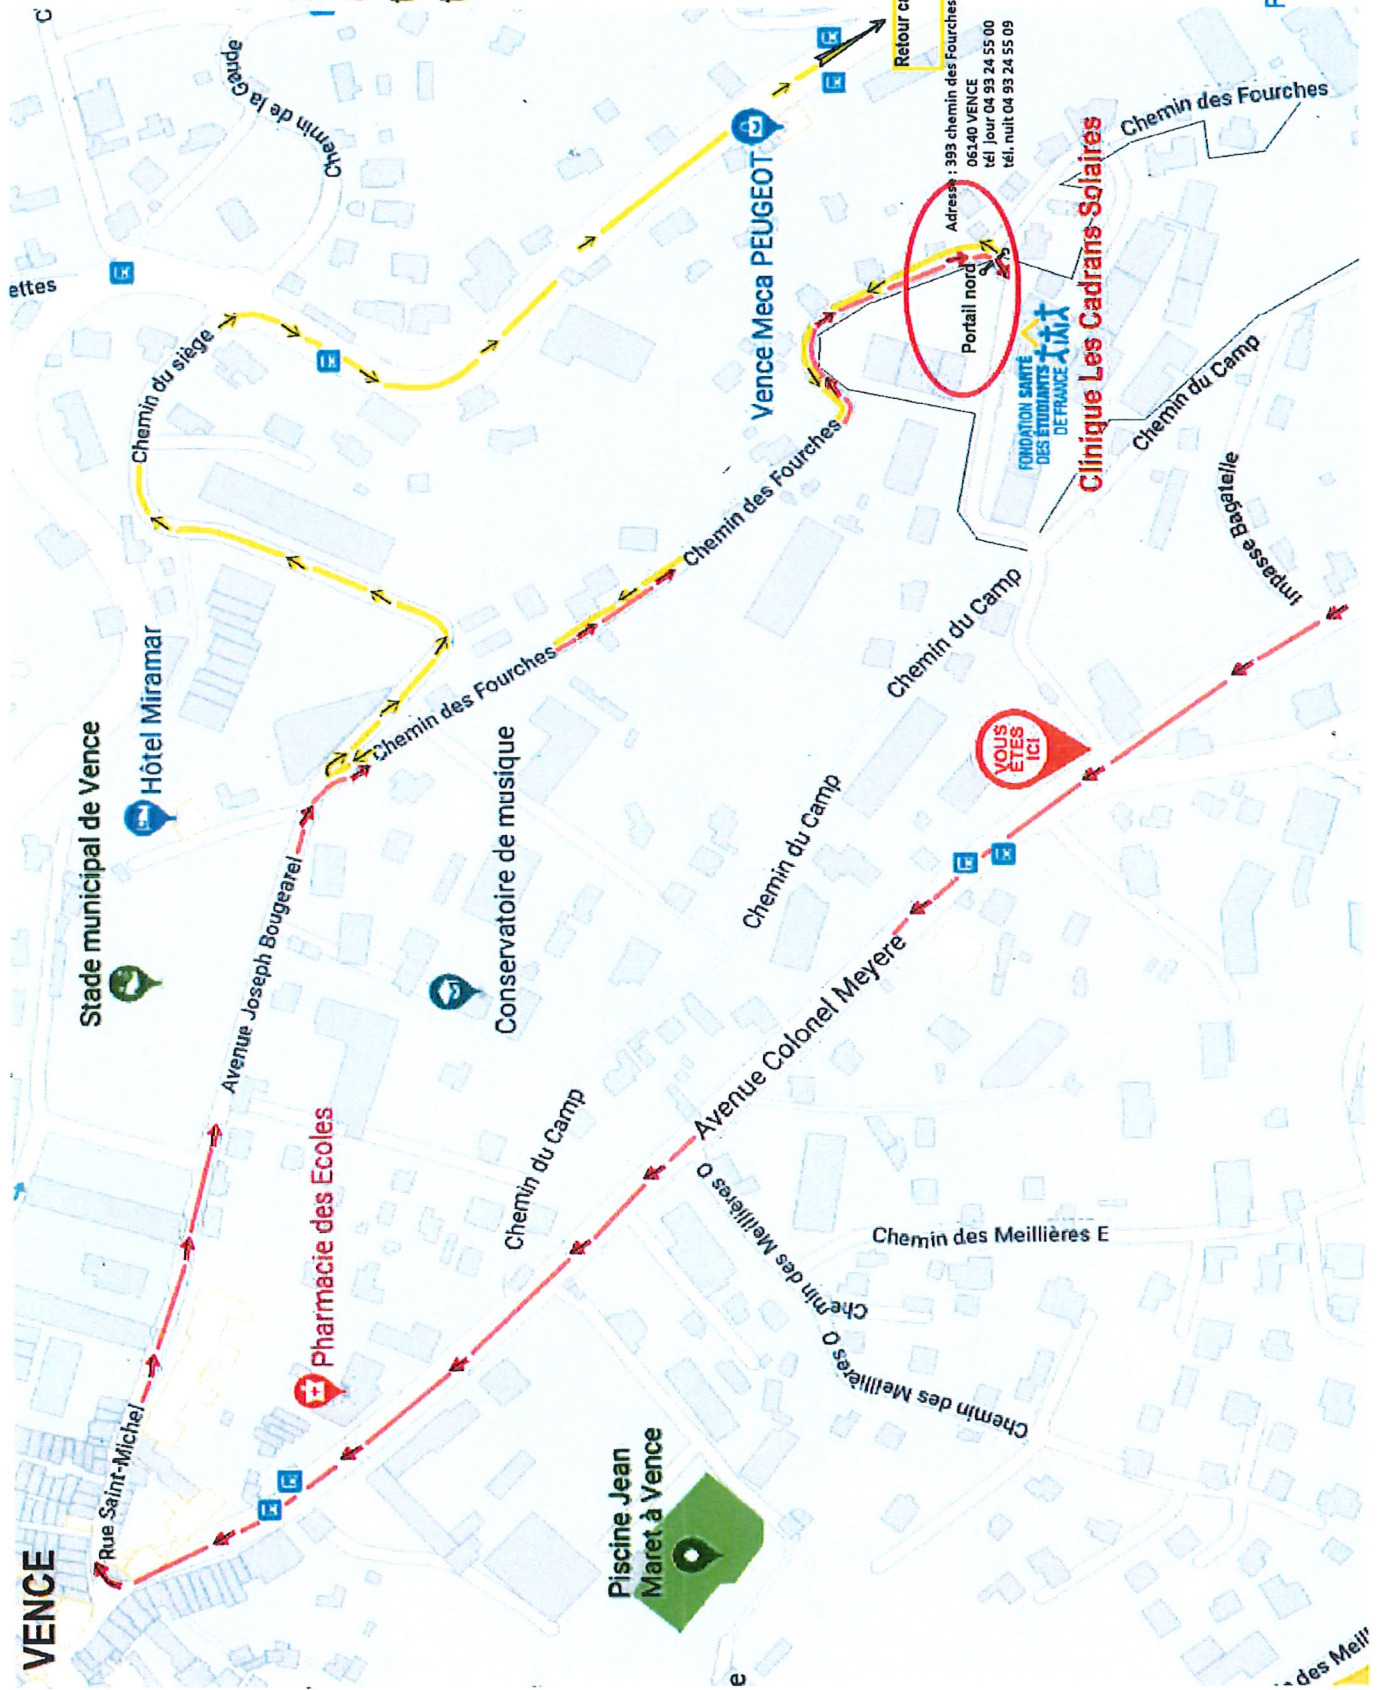 VENCE
Stade municipal de Vence
Hôtel Miramar
Chemin du siège
Chemin de la Gaude
ettes
Rue Saint-Michel
Avenue Joseph Bougearel
Pharmacie des Ecoles
Conservatoire de musique
Chemin des Fourches
Chemin des Fourches
Chemin des Fourches
Vence Meca PEUGEOT
Retour ca
Adresse : 393 chemin des Fourches
06140 VENCE
tél jour 04 93 24 55 00
tél. nuit 04 93 24 55 09
Portail nord
FONDATION SANTÉ
DES ÉTUDIANTS
DE FRANCE
Clinique Les Cadrans Solaires
Chemin des Fourches
Chemin du Camp
Chemin du Camp
Chemin du Camp
Chemin du Camp
Impasse Bagatelle
VOUS
ÊTES
ICI
Avenue Colonel Meyere
Chemin des Meillières O
Chemin des Meillières E
Chemin des Meillières O
Piscine Jean
Maret à Vence
e
des Meill